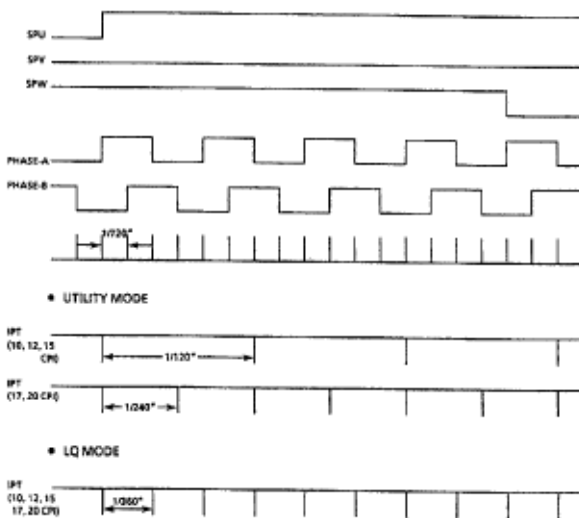 SPU
SPV
SPW
PHASE-A
PHASE-B
1/720"
• UTILITY MODE
IPT
(10, 12, 15
CPI)
1/120"
IPT
(17, 20 CPI)
1/240"
• LQ MODE
IPT
(10, 12, 15
17, 20 CPI)
1/360"